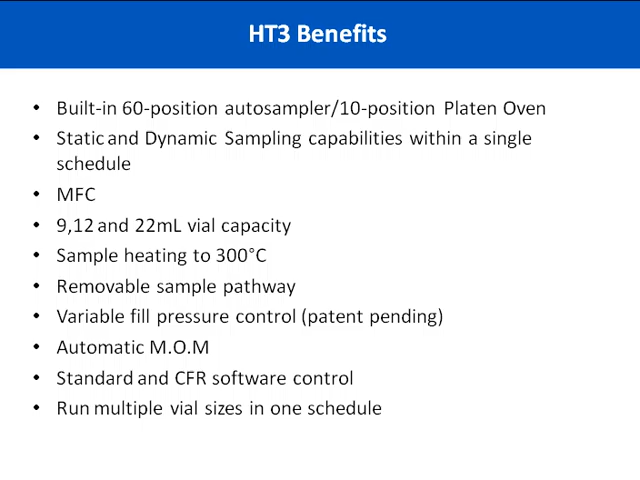 HT3 Benefits
• Built-in 60-position autosampler/10-position Platen Oven
• Static and Dynamic Sampling capabilities within a single
schedule
• MFC
• 9,12 and 22mL vial capacity
• Sample heating to 300°C
• Removable sample pathway
• Variable fill pressure control (patent pending)
• Automatic M.O.M
• Standard and CFR software control
• Run multiple vial sizes in one schedule